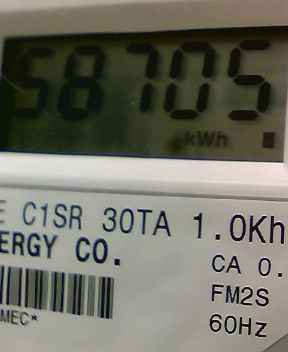 58705
kWh
E C1SR 30TA 1.0Kh
ERGY CO.
CA 0.
FM2S
MEC*
60Hz